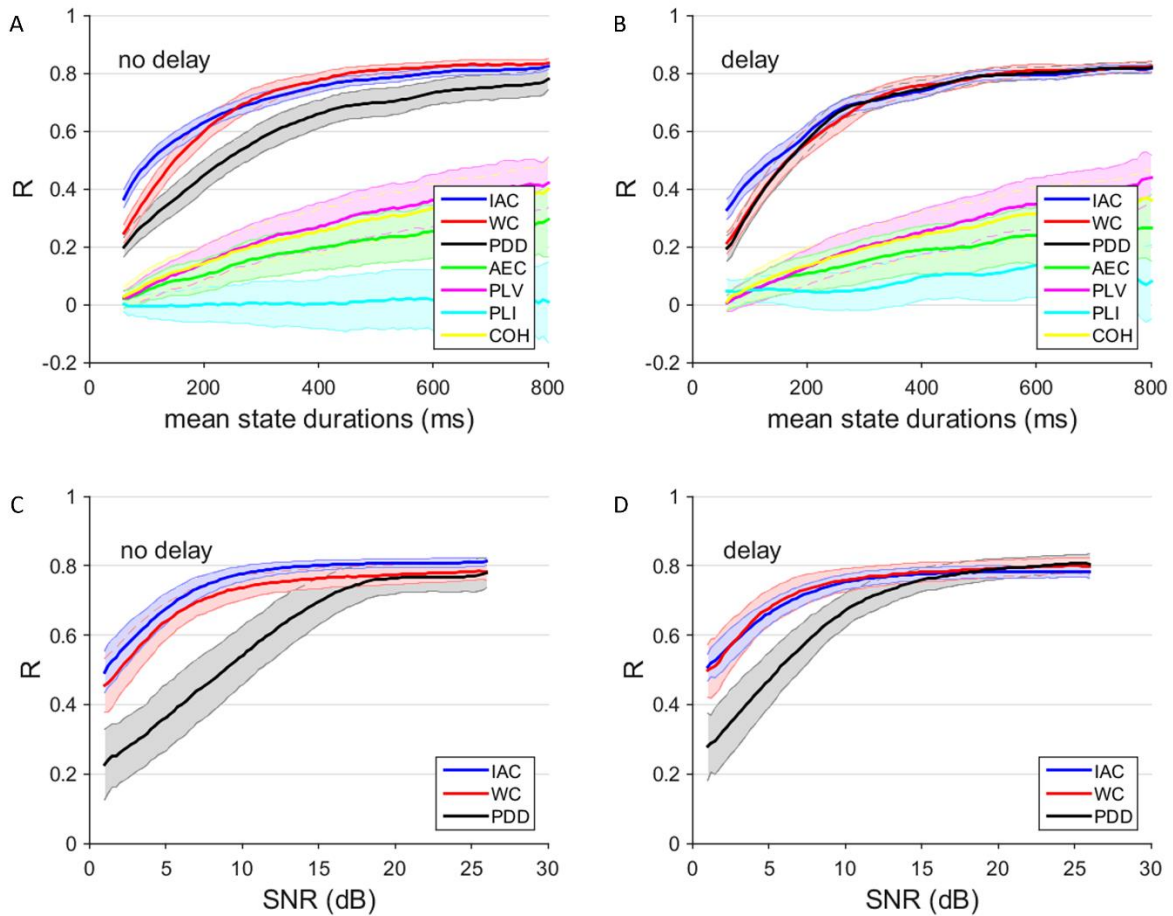 A
no delay
R
1
0.8
0.6
0.4
0.2
0
-0.2
IAC
WC
PDD
AEC
PLV
PLI
COH
0 200 400 600 800
mean state durations (ms)
B
delay
R
1
0.8
0.6
0.4
0.2
0
-0.2
IAC
WC
PDD
AEC
PLV
PLI
COH
0 200 400 600 800
mean state durations (ms)
C
no delay
R
1
0.8
0.6
0.4
0.2
0
IAC
WC
PDD
0 5 10 15 20 25 30
SNR (dB)
D
delay
R
1
0.8
0.6
0.4
0.2
0
IAC
WC
PDD
0 5 10 15 20 25 30
SNR (dB)